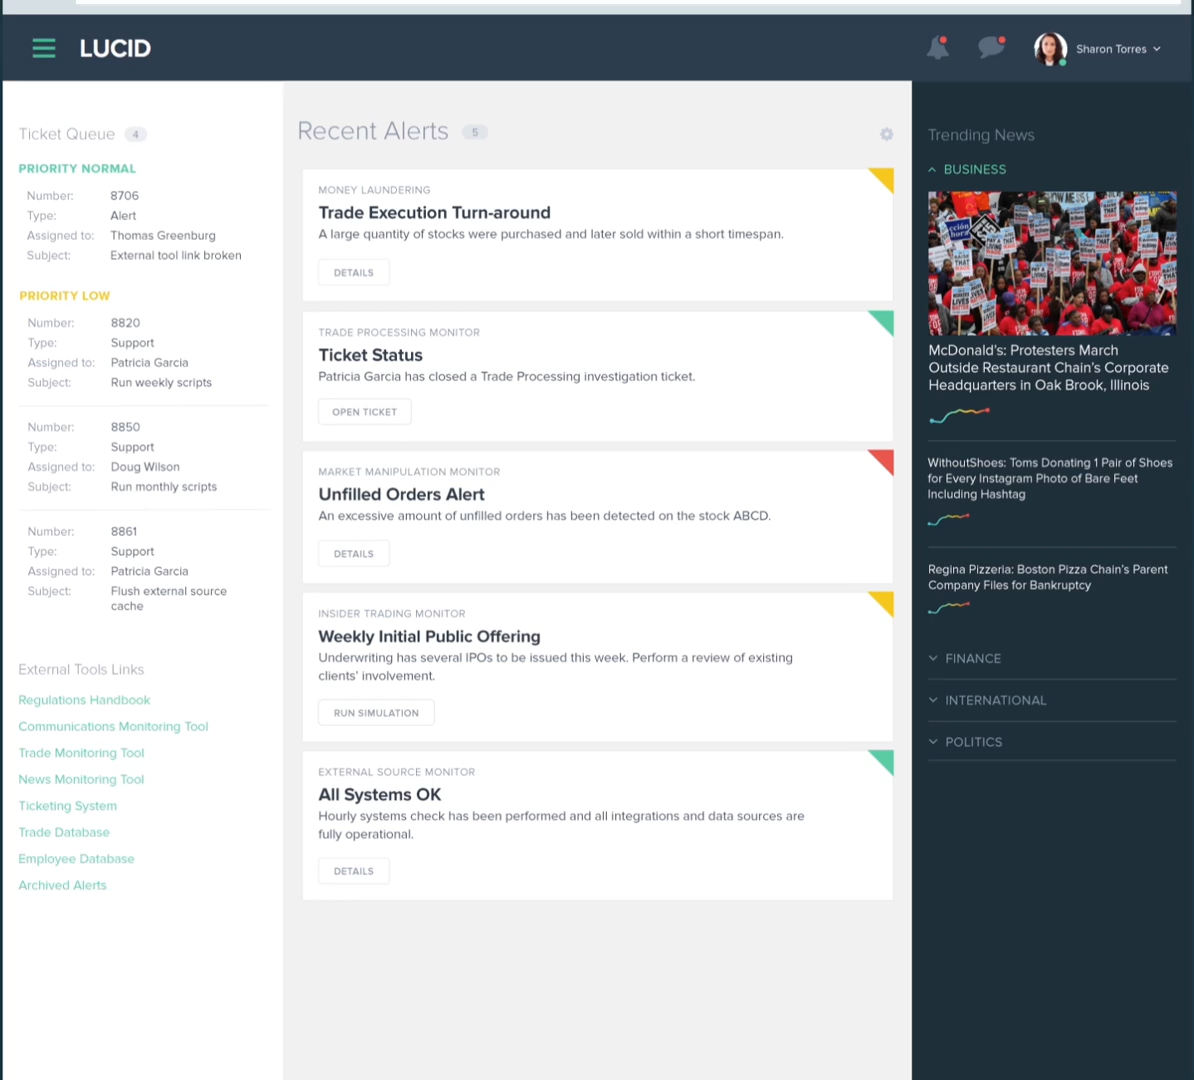 LUCID
Sharon Torres
Ticket Queue 4
PRIORITY NORMAL
Number: 8706
Type: Alert
Assigned to: Thomas Greenburg
Subject: External tool link broken
PRIORITY LOW
Number: 8820
Type: Support
Assigned to: Patricia Garcia
Subject: Run weekly scripts
Number: 8850
Type: Support
Assigned to: Doug Wilson
Subject: Run monthly scripts
Number: 8861
Type: Support
Assigned to: Patricia Garcia
Subject: Flush external source
cache
External Tools Links
Regulations Handbook
Communications Monitoring Tool
Trade Monitoring Tool
News Monitoring Tool
Ticketing System
Trade Database
Employee Database
Archived Alerts
Recent Alerts 5
MONEY LAUNDERING
Trade Execution Turn-around
A large quantity of stocks were purchased and later sold within a short timespan.
DETAILS
TRADE PROCESSING MONITOR
Ticket Status
Patricia Garcia has closed a Trade Processing investigation ticket.
OPEN TICKET
MARKET MANIPULATION MONITOR
Unfilled Orders Alert
An excessive amount of unfilled orders has been detected on the stock ABCD.
DETAILS
INSIDER TRADING MONITOR
Weekly Initial Public Offering
Underwriting has several IPOs to be issued this week. Perform a review of existing
clients' involvement.
RUN SIMULATION
EXTERNAL SOURCE MONITOR
All Systems OK
Hourly systems check has been performed and all integrations and data sources are
fully operational.
DETAILS
Trending News
BUSINESS
McDonald's: Protesters March
Outside Restaurant Chain's Corporate
Headquarters in Oak Brook, Illinois
WithoutShoes: Toms Donating 1 Pair of Shoes
for Every Instagram Photo of Bare Feet
Including Hashtag
Regina Pizzeria: Boston Pizza Chain's Parent
Company Files for Bankruptcy
FINANCE
INTERNATIONAL
POLITICS